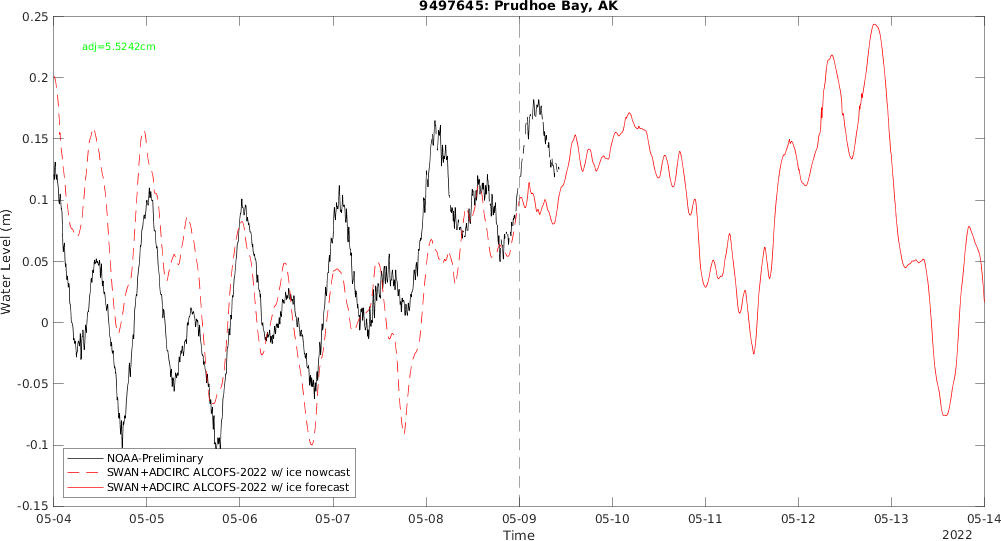 9497645: Prudhoe Bay, AK
adj=5.5242cm
0.25
0.2
0.15
0.1
0.05
0
-0.05
-0.1
-0.15
Water Level (m)
NOAA-Preliminary
SWAN+ADCIRC ALCOFS-2022 w/ ice nowcast
SWAN+ADCIRC ALCOFS-2022 w/ ice forecast
05-04 05-05 05-06 05-07 05-08 05-09 05-10 05-11 05-12 05-13 05-14
Time
2022